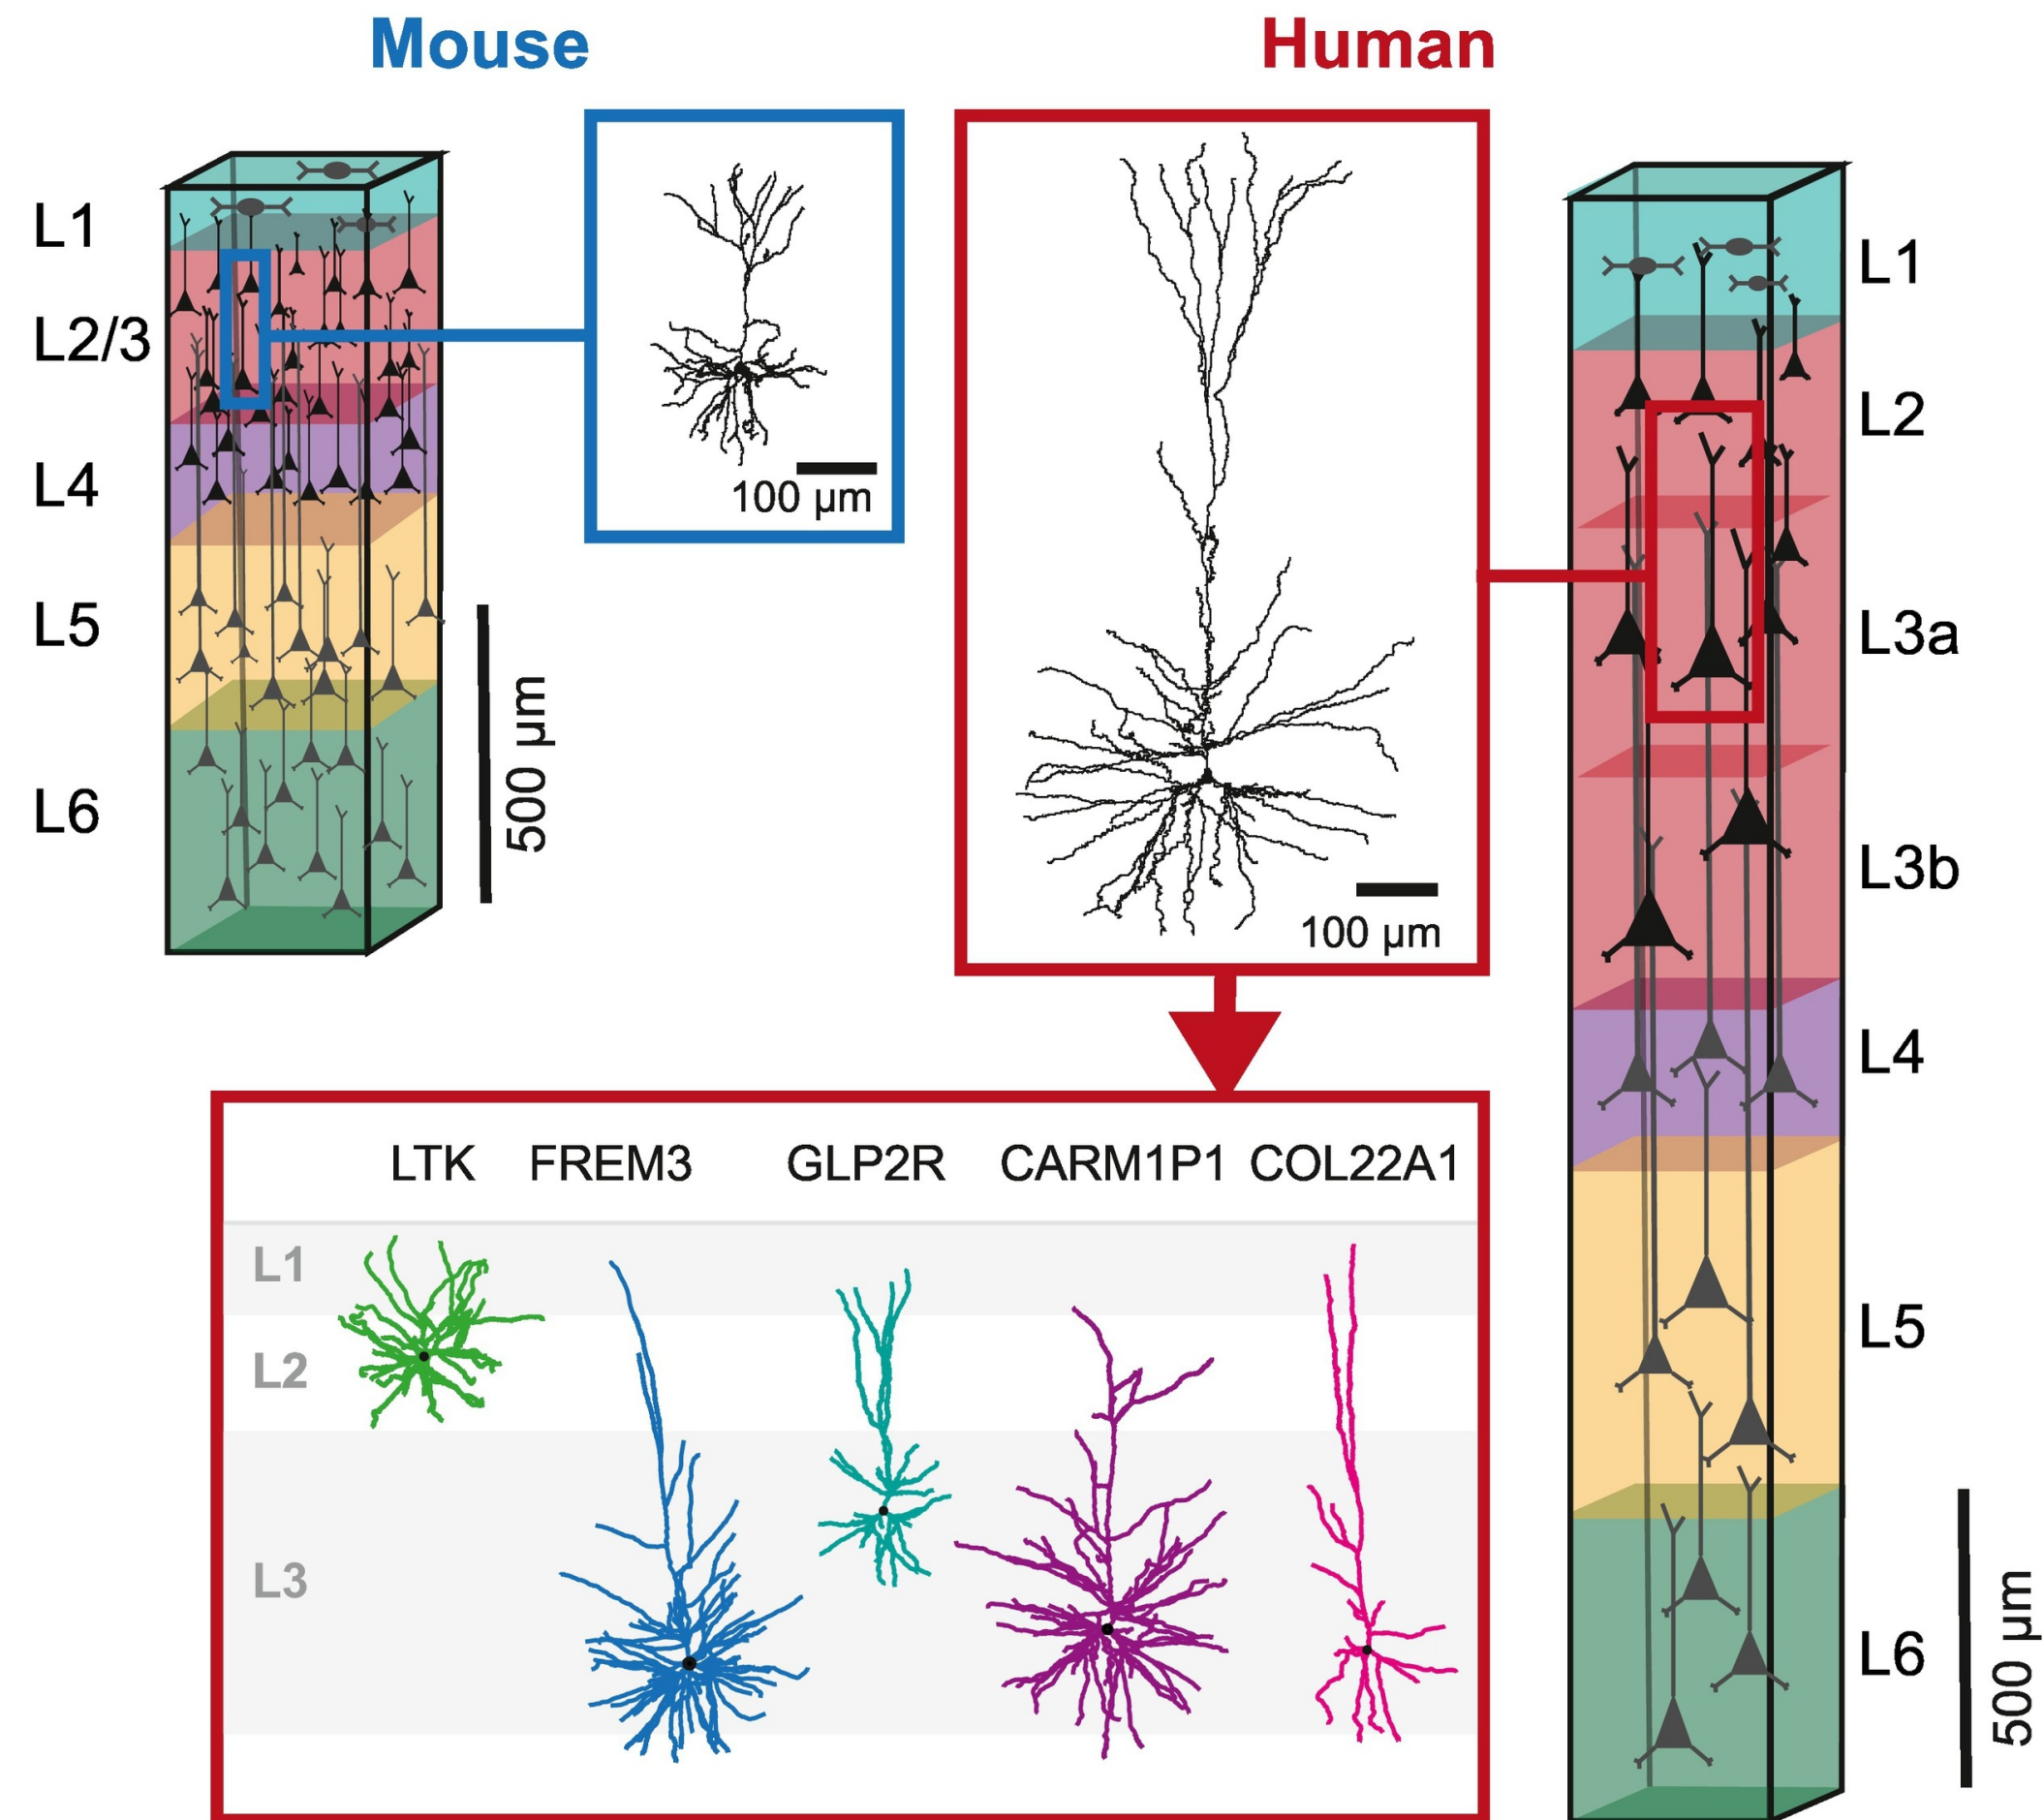 Mouse
Human
L1
L2/3
L4
L5
L6
500 µm
100 µm
100 µm
L1
L2
L3a
L3b
L4
L5
L6
500 µm
LTK FREM3 GLP2R CARM1P1 COL22A1
L1
L2
L3